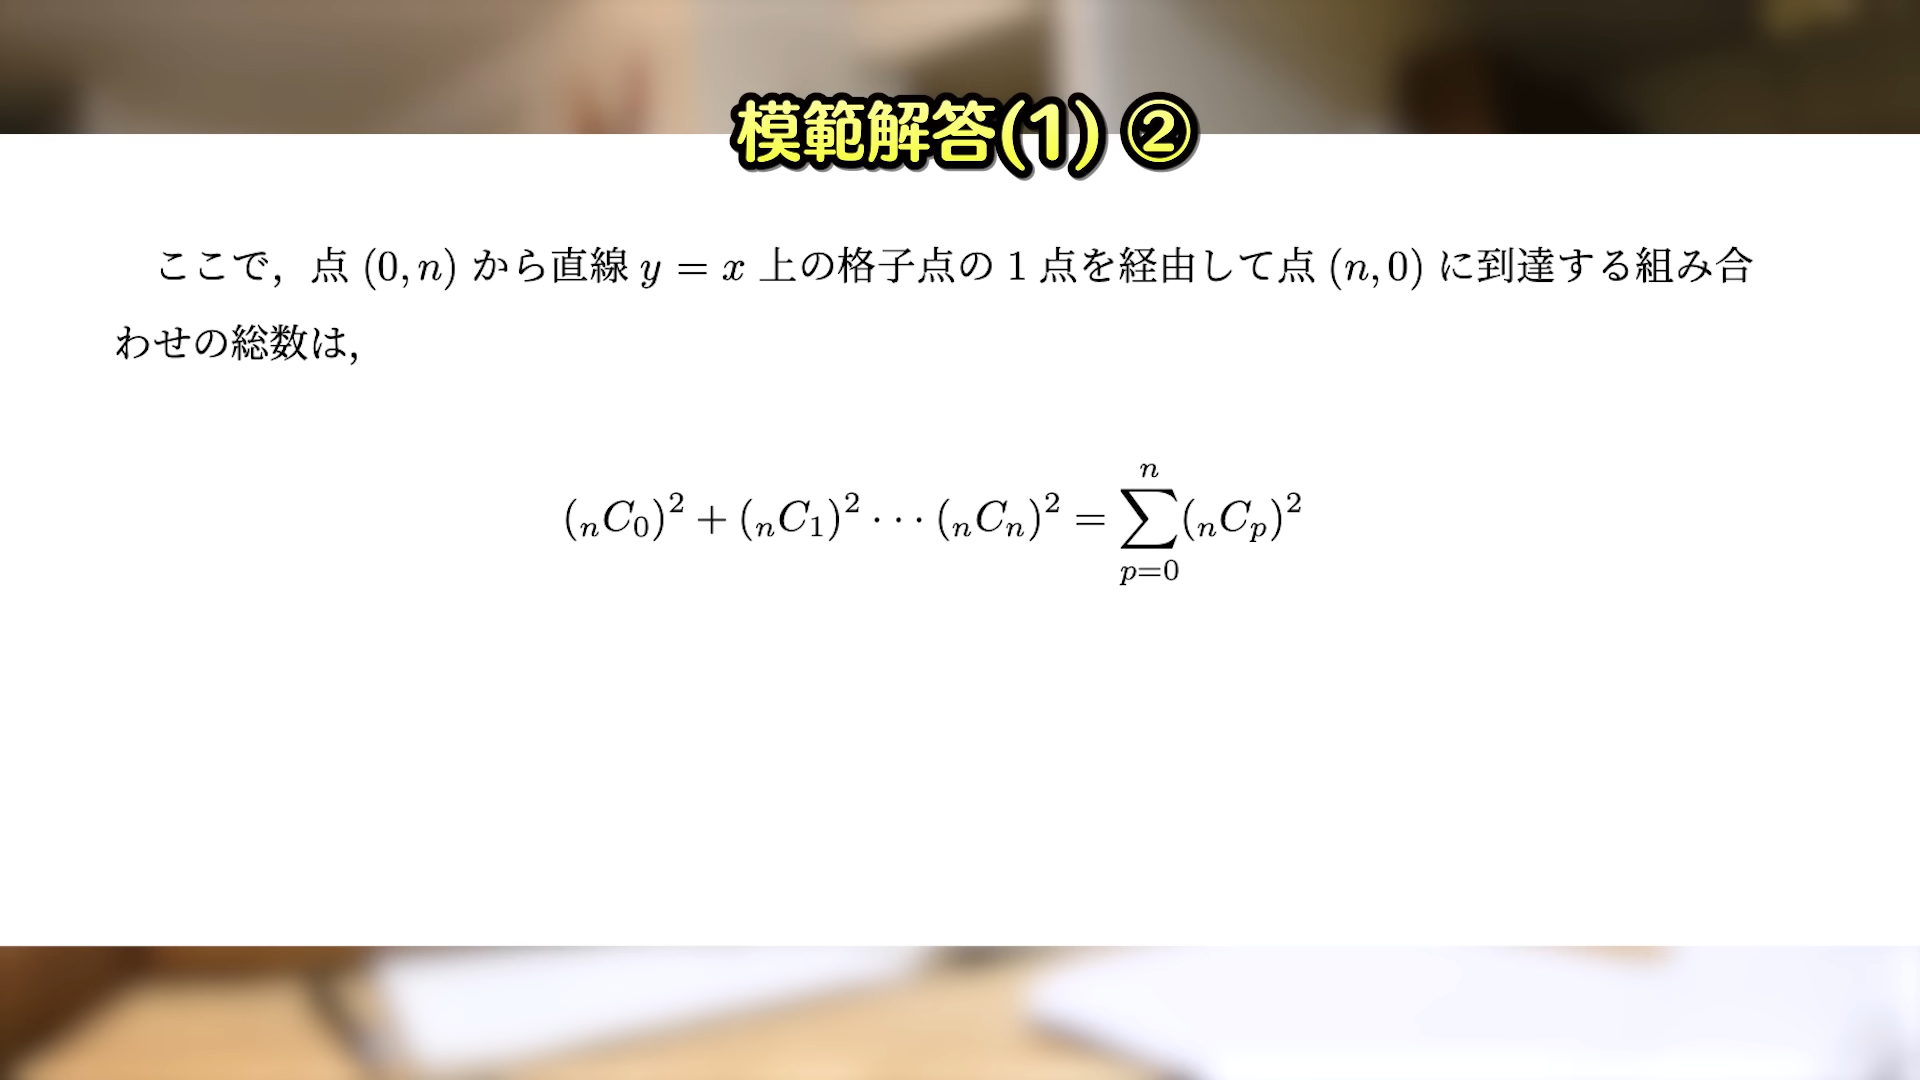 模範解答(1) ②
ここで, 点 (0, n) から直線 y = x 上の格子点の 1 点を経由して点 (n, 0) に到達する組み合
わせの総数は,
(ₙC₀)² + (ₙC₁)² · · · (ₙCₙ)² = ∑_{p=0}^{n} (ₙCₚ)²